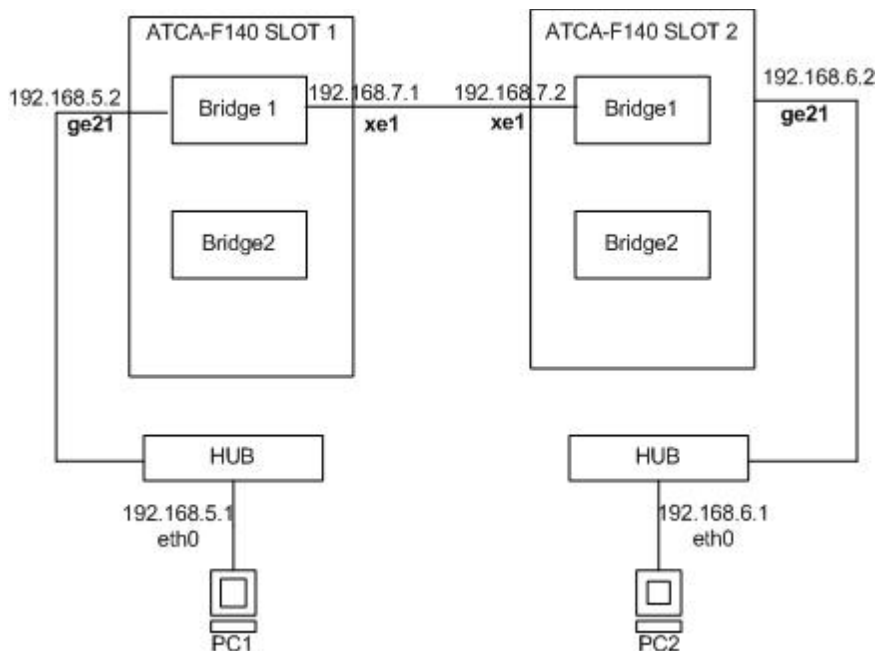 ATCA-F140 SLOT 1
ATCA-F140 SLOT 2
192.168.5.2
ge21
Bridge 1
192.168.7.1
xe1
192.168.7.2
xe1
Bridge1
192.168.6.2
ge21
Bridge2
Bridge2
HUB
HUB
192.168.5.1
eth0
192.168.6.1
eth0
PC1
PC2